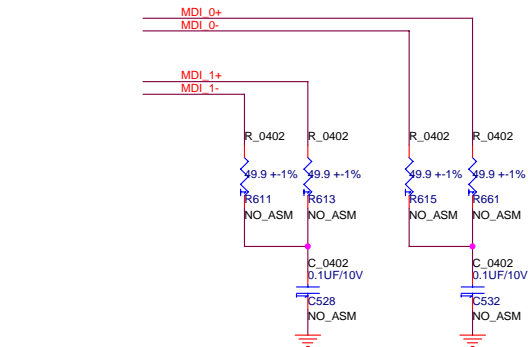 MDI_0+
MDI_0-
MDI_1+
MDI_1-
R_0402 R_0402 R_0402 R_0402
49.9 +-1% 49.9 +-1% 49.9 +-1% 49.9 +-1%
R611 R613 R615 R661
NO_ASM NO_ASM NO_ASM NO_ASM
C_0402 C_0402
0.1UF/10V 0.1UF/10V
C528 C532
NO_ASM NO_ASM